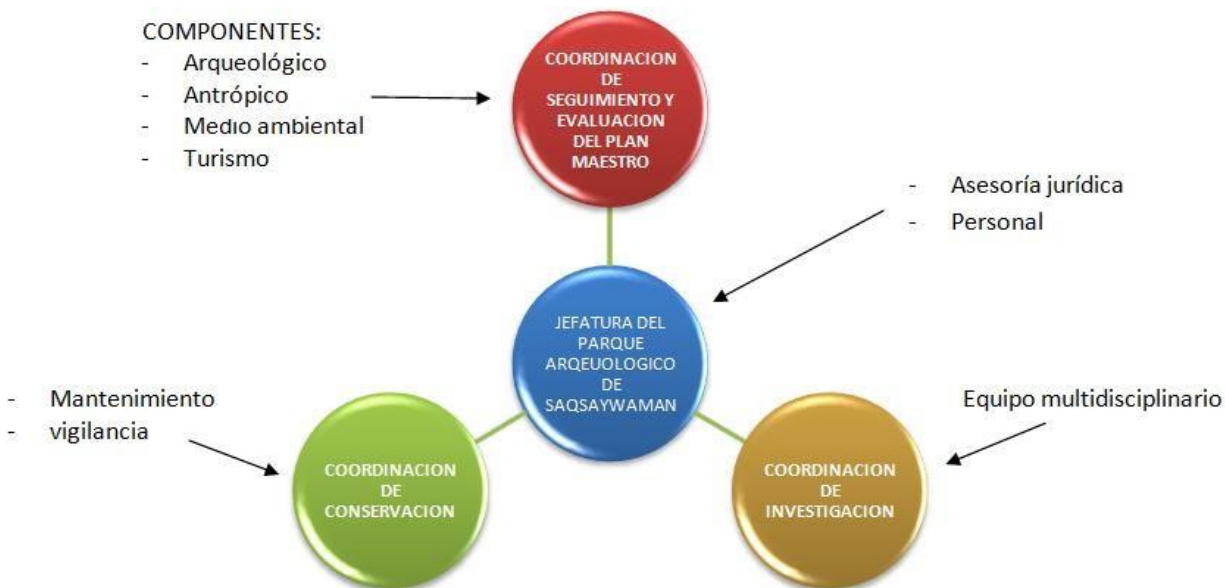 COMPONENTES:
- Arqueológico
- Antrópico
- Medio ambiental
- Turismo
COORDINACION
DE
SEGUIMIENTO Y
EVALUACION
DEL PLAN
MAESTRO
- Asesoría jurídica
- Personal
JEFATURA DEL
PARQUE
ARQEUOLOGICO
DE
SAQSAYWAMAN
- Mantenimiento
- vigilancia
COORDINACION
DE
CONSERVACION
Equipo multidisciplinario
COORDINACION
DE
INVESTIGACION